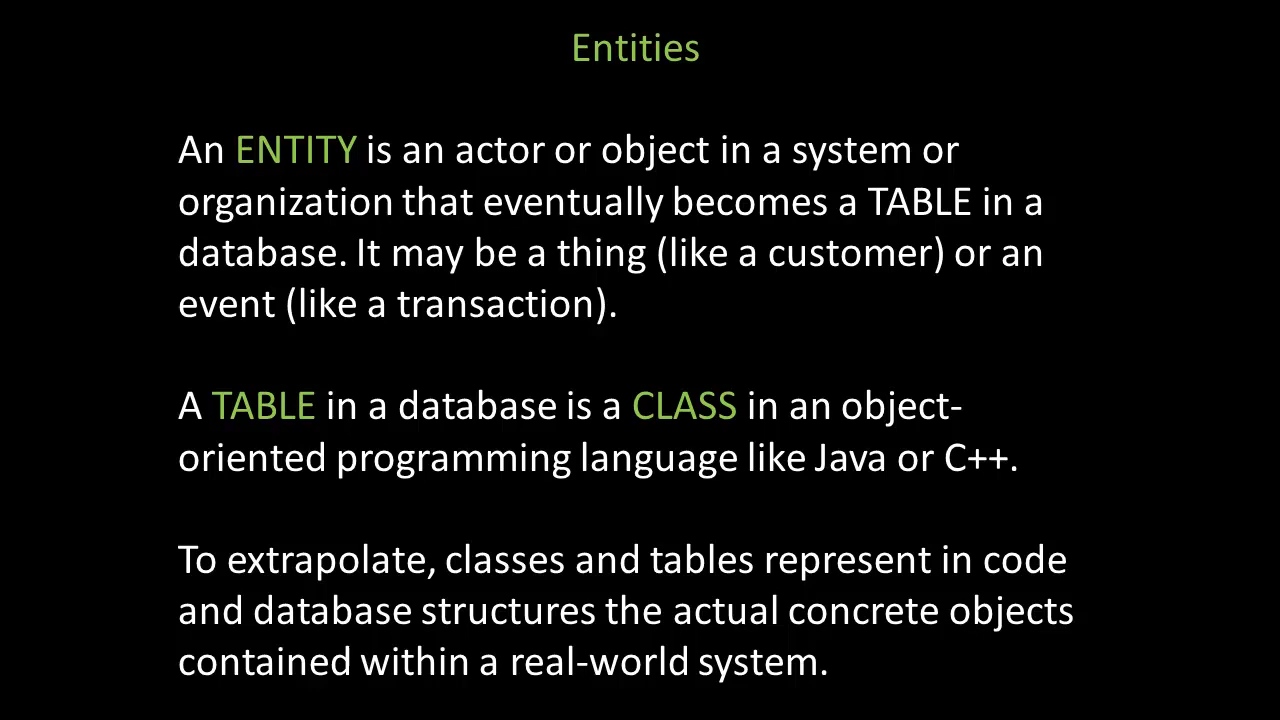 Entities
An ENTITY is an actor or object in a system or
organization that eventually becomes a TABLE in a
database. It may be a thing (like a customer) or an
event (like a transaction).
A TABLE in a database is a CLASS in an object-
oriented programming language like Java or C++.
To extrapolate, classes and tables represent in code
and database structures the actual concrete objects
contained within a real-world system.